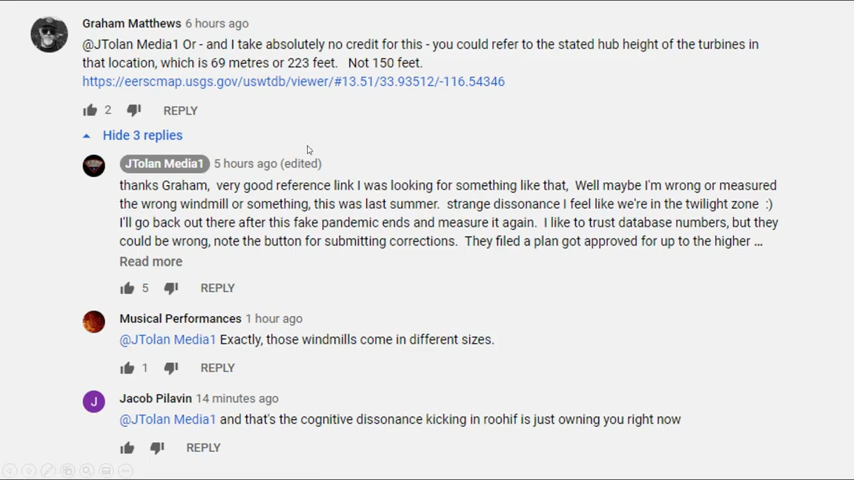 Graham Matthews 6 hours ago
@JTolan Media1 Or - and I take absolutely no credit for this - you could refer to the stated hub height of the turbines in
that location, which is 69 metres or 223 feet. Not 150 feet.
https://eerscmap.usgs.gov/uswtdb/viewer/#13.51/33.93512/-116.54346
2 REPLY
Hide 3 replies
JTolan Media1 5 hours ago (edited)
thanks Graham, very good reference link I was looking for something like that, Well maybe I'm wrong or measured
the wrong windmill or something, this was last summer. strange dissonance I feel like we're in the twilight zone :)
I'll go back out there after this fake pandemic ends and measure it again. I like to trust database numbers, but they
could be wrong, note the button for submitting corrections. They filed a plan got approved for up to the higher ...
Read more
5 REPLY
Musical Performances 1 hour ago
@JTolan Media1 Exactly, those windmills come in different sizes.
1 REPLY
J
Jacob Pilavin 14 minutes ago
@JTolan Media1 and that's the cognitive dissonance kicking in roohif is just owning you right now
REPLY